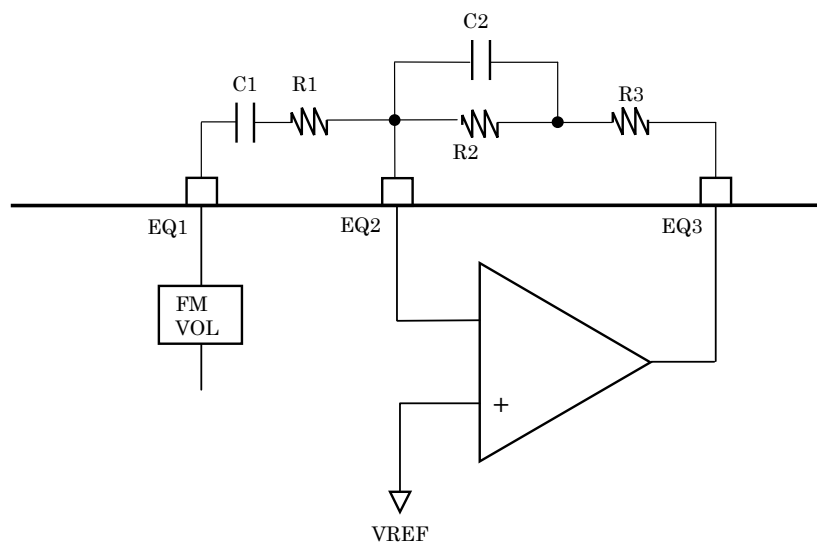 C2
C1
R1
R3
R2
EQ1
EQ2
EQ3
FM
VOL
+
VREF